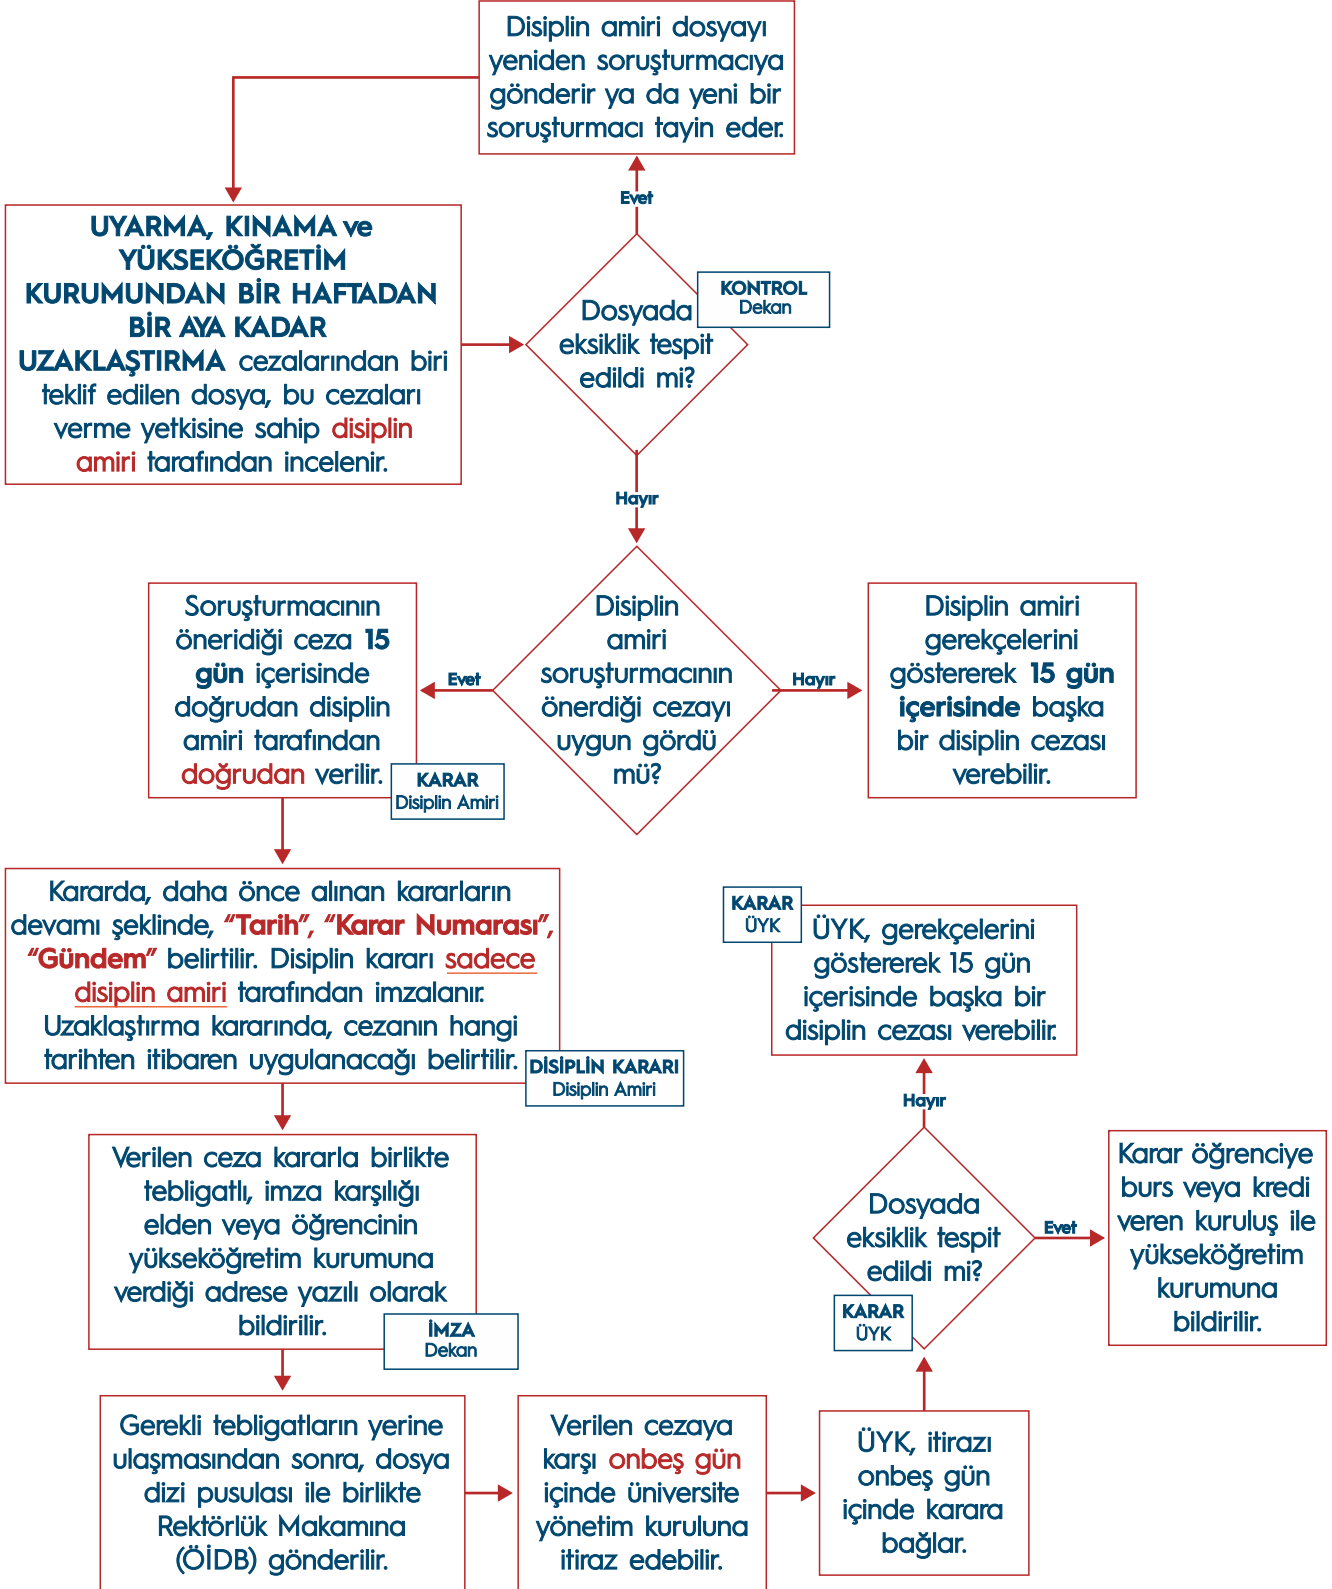 Disiplin amiri dosyayı
yeniden soruşturmacıya
gönderir ya da yeni bir
soruşturmacı tayin eder.
Evet
UYARMA, KINAMA ve
YÜKSEKÖĞRETİM
KURUMUNDAN BİR HAFTADAN
BİR AYA KADAR
UZAKLAŞTIRMA cezalarından biri
teklif edilen dosya, bu cezaları
verme yetkisine sahip disiplin
amiri tarafından incelenir.
KONTROL
Dekan
Dosyada
eksiklik tespit
edildi mi?
Hayır
Soruşturmacının
öneridiği ceza 15
gün içerisinde
doğrudan disiplin
amiri tarafından
doğrudan verilir.
KARAR
Disiplin Amiri
Evet
Disiplin
amiri
soruşturmacının
önerdiği cezayı
uygun gördü
mü?
Hayır
Disiplin amiri
gerekçelerini
göstererek 15 gün
içerisinde başka
bir disiplin cezası
verebilir.
Kararda, daha önce alınan kararların
devamı şeklinde, “Tarih”, “Karar Numarası”,
“Gündem” belirtilir. Disiplin kararı sadece
disiplin amiri tarafından imzalanır.
Uzaklaştırma kararında, cezanın hangi
tarihten itibaren uygulanacağı belirtilir.
DİSİPLİN KARARI
Disiplin Amiri
KARAR
ÜYK
ÜYK, gerekçelerini
göstererek 15 gün
içerisinde başka bir
disiplin cezası verebilir.
Hayır
Verilen ceza kararla birlikte
tebligatlı, imza karşılığı
elden veya öğrencinin
yükseköğretim kurumuna
verdiği adrese yazılı olarak
bildirilir.
İMZA
Dekan
Dosyada
eksiklik tespit
edildi mi?
KARAR
ÜYK
Evet
Karar öğrenciye
burs veya kredi
veren kuruluş ile
yükseköğretim
kurumuna
bildirilir.
Gerekli tebligatların yerine
ulaşmasından sonra, dosya
dizi pusulası ile birlikte
Rektörlük Makamına
(ÖİDB) gönderilir.
Verilen cezaya
karşı onbeş gün
içinde üniversite
yönetim kuruluna
itiraz edebilir.
ÜYK, itirazı
onbeş gün
içinde karara
bağlar.